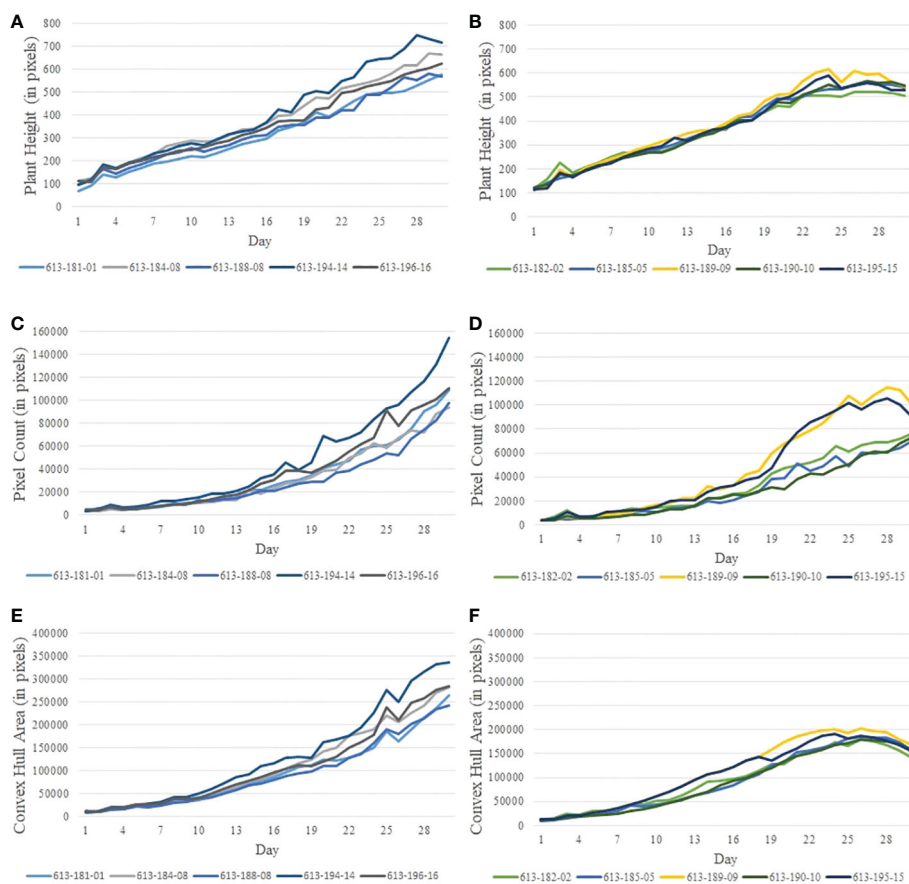 A
Plant Height (in pixels)
800
700
600
500
400
300
200
100
0
1 4 7 10 13 16 19 22 25 28
Day
613-181-01 613-184-08 613-188-08 613-194-14 613-196-16
B
Plant Height (in pixels)
800
700
600
500
400
300
200
100
0
1 4 7 10 13 16 19 22 25 28
Day
613-182-02 613-185-05 613-189-09 613-190-10 613-195-15
C
Pixel Count (in pixels)
160000
140000
120000
100000
80000
60000
40000
20000
0
1 4 7 10 13 16 19 22 25 28
Day
613-181-01 613-184-08 613-188-08 613-194-14 613-196-16
D
Pixel Count (in pixels)
160000
140000
120000
100000
80000
60000
40000
20000
0
1 4 7 10 13 16 19 22 25 28
Day
613-182-02 613-185-05 613-189-09 613-190-10 613-195-15
E
Convex Hull Area (in pixels)
400000
350000
300000
250000
200000
150000
100000
50000
0
1 4 7 10 13 16 19 22 25 28
Day
613-181-01 613-184-08 613-188-08 613-194-14 613-196-16
F
Convex Hull Area (in pixels)
400000
350000
300000
250000
200000
150000
100000
50000
0
1 4 7 10 13 16 19 22 25 28
Day
613-182-02 613-185-05 613-189-09 613-190-10 613-195-15